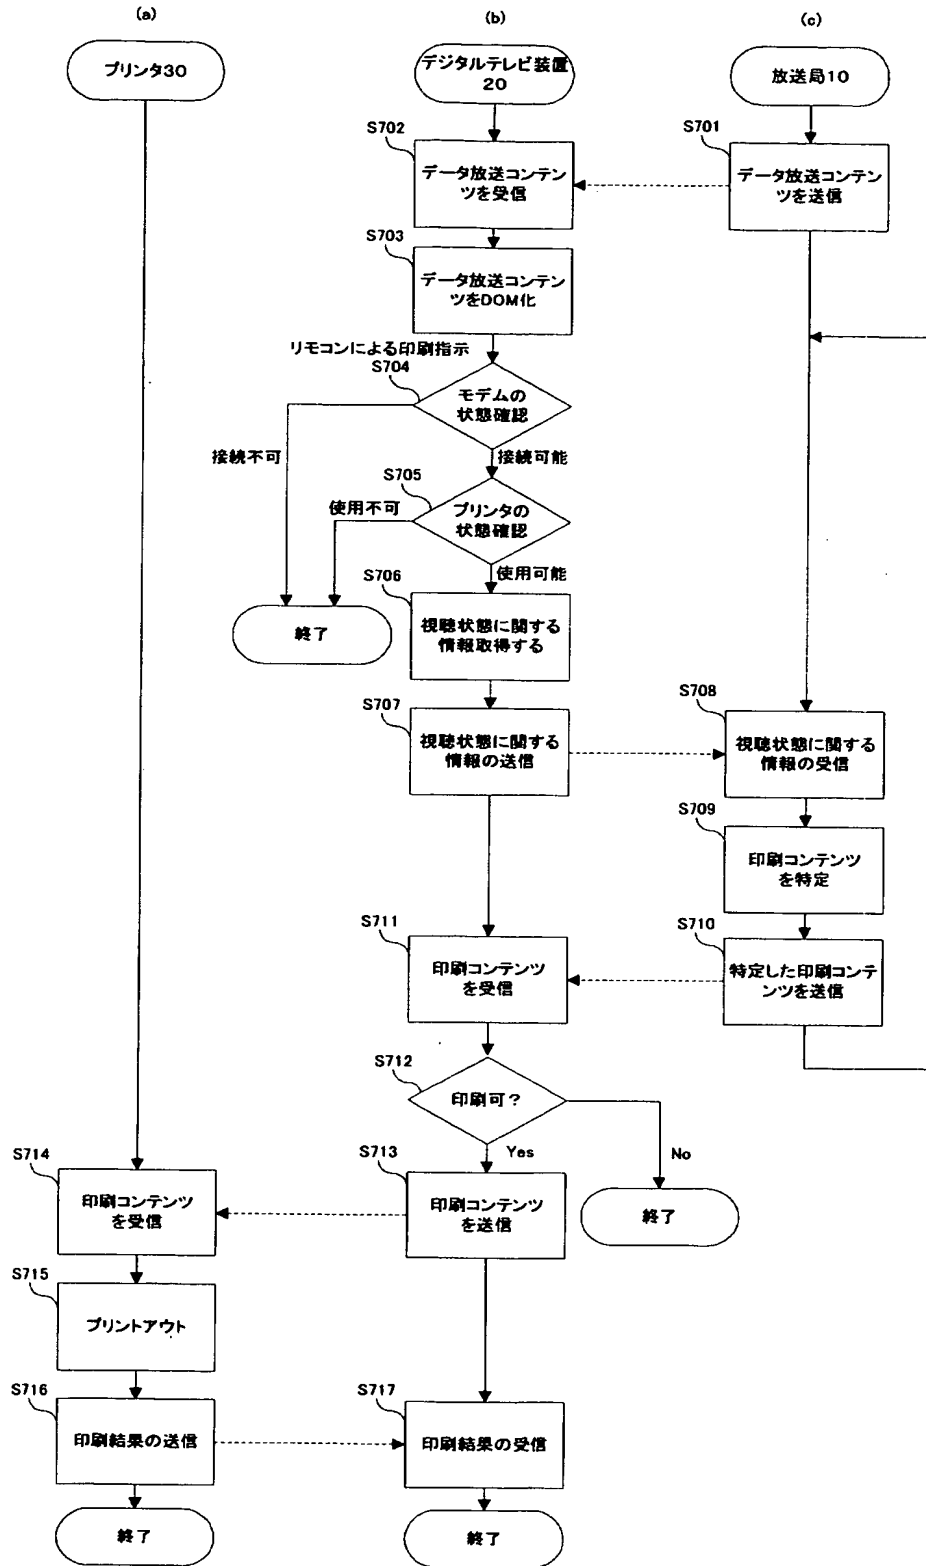 (a)
(b)
(c)
プリンタ30
デジタルテレビ装置
20
放送局10
S702
データ放送コンテン
ツを受信
S701
データ放送コンテン
ツを送信
S703
データ放送コンテン
ツをDOM化
リモコンによる印刷指示
S704
モデムの
状態確認
接続不可
接続可能
S705
プリンタの
状態確認
使用不可
使用可能
終了
S706
視聴状態に関する
情報取得する
S707
視聴状態に関する
情報の送信
S708
視聴状態に関する
情報の受信
S709
印刷コンテンツ
を特定
S710
特定した印刷コンテ
ンツを送信
S711
印刷コンテンツ
を受信
S712
印刷可?
Yes
No
終了
S713
印刷コンテンツ
を送信
S714
印刷コンテンツ
を受信
S715
プリントアウト
S716
印刷結果の送信
S717
印刷結果の受信
終了
終了